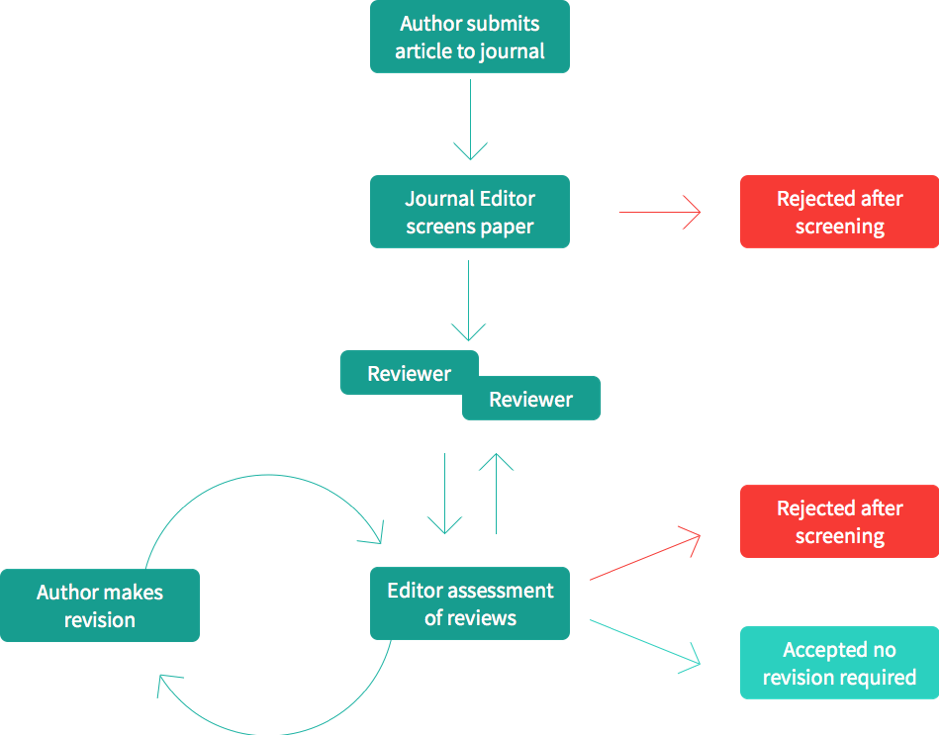 Author submits
article to journal
Journal Editor
screens paper
Rejected after
screening
Reviewer
Reviewer
Rejected after
screening
Author makes
revision
Editor assessment
of reviews
Accepted no
revision required